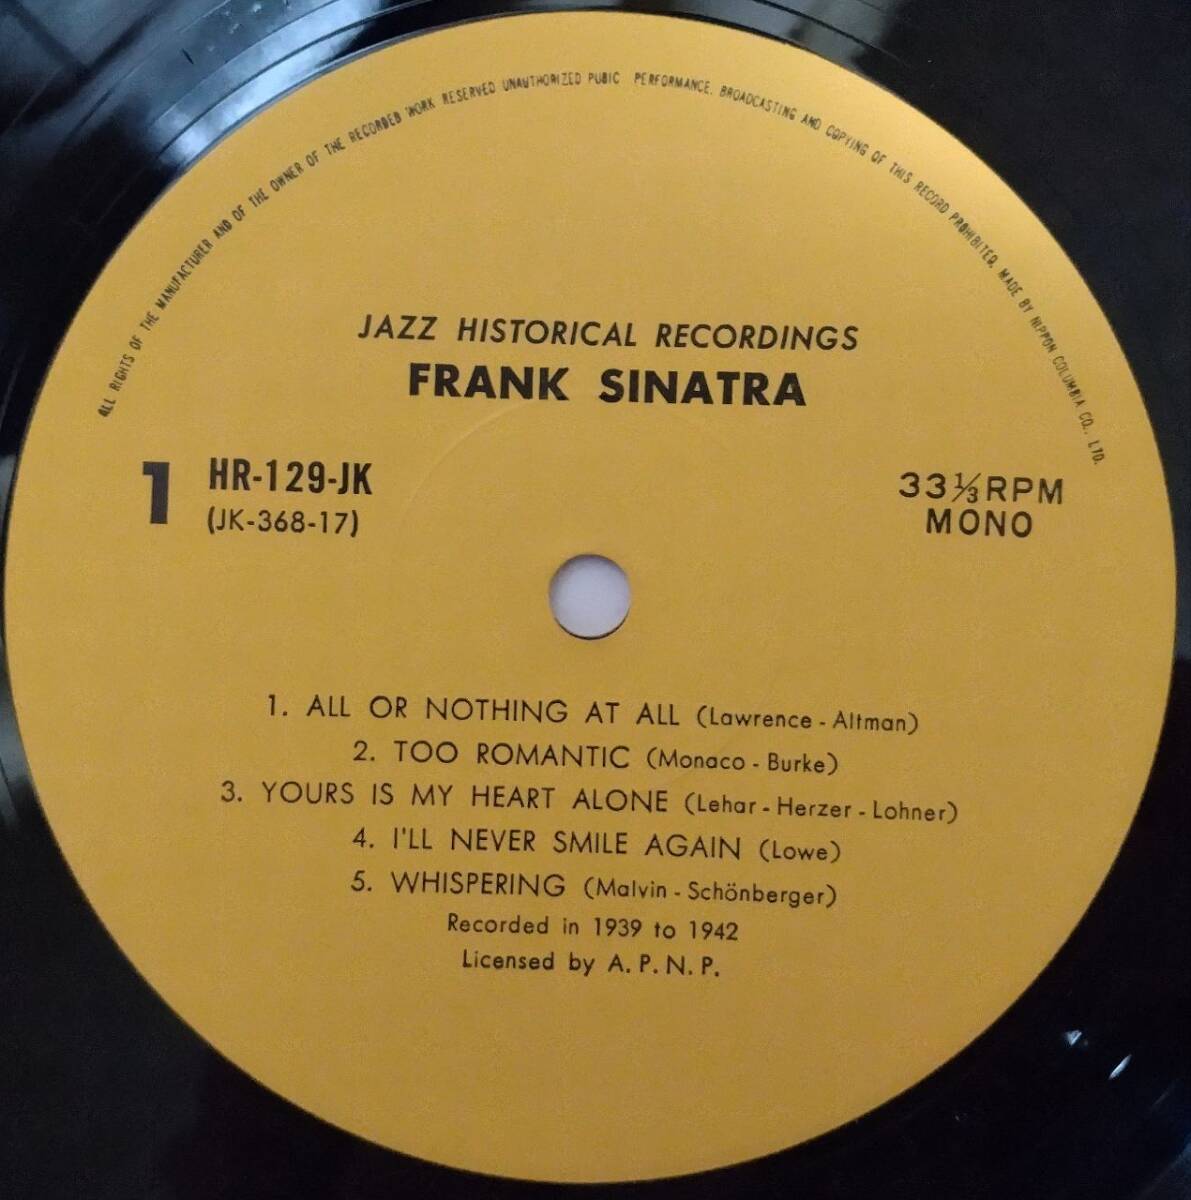 ALL RIGHTS OF THE MANUFACTURER AND OF THE OWNER OF THE RECORDED WORK RESERVED UNAUTHORIZED PUBIC PERFORMANCE. BROADCASTING AND COPYING OF THIS RECORD PROHIBITER. MADE BY NIPPON COLUMBIA CO., LTD.
JAZZ HISTORICAL RECORDINGS
FRANK SINATRA
1 HR-129-JK
(JK-368-17)
33⅓RPM
MONO
1. ALL OR NOTHING AT ALL (Lawrence - Altman)
2. TOO ROMANTIC (Monaco - Burke)
3. YOURS IS MY HEART ALONE (Lehar - Herzer - Lohner)
4. I'LL NEVER SMILE AGAIN (Lowe)
5. WHISPERING (Malvin - Schönberger)
Recorded in 1939 to 1942
Licensed by A. P. N. P.